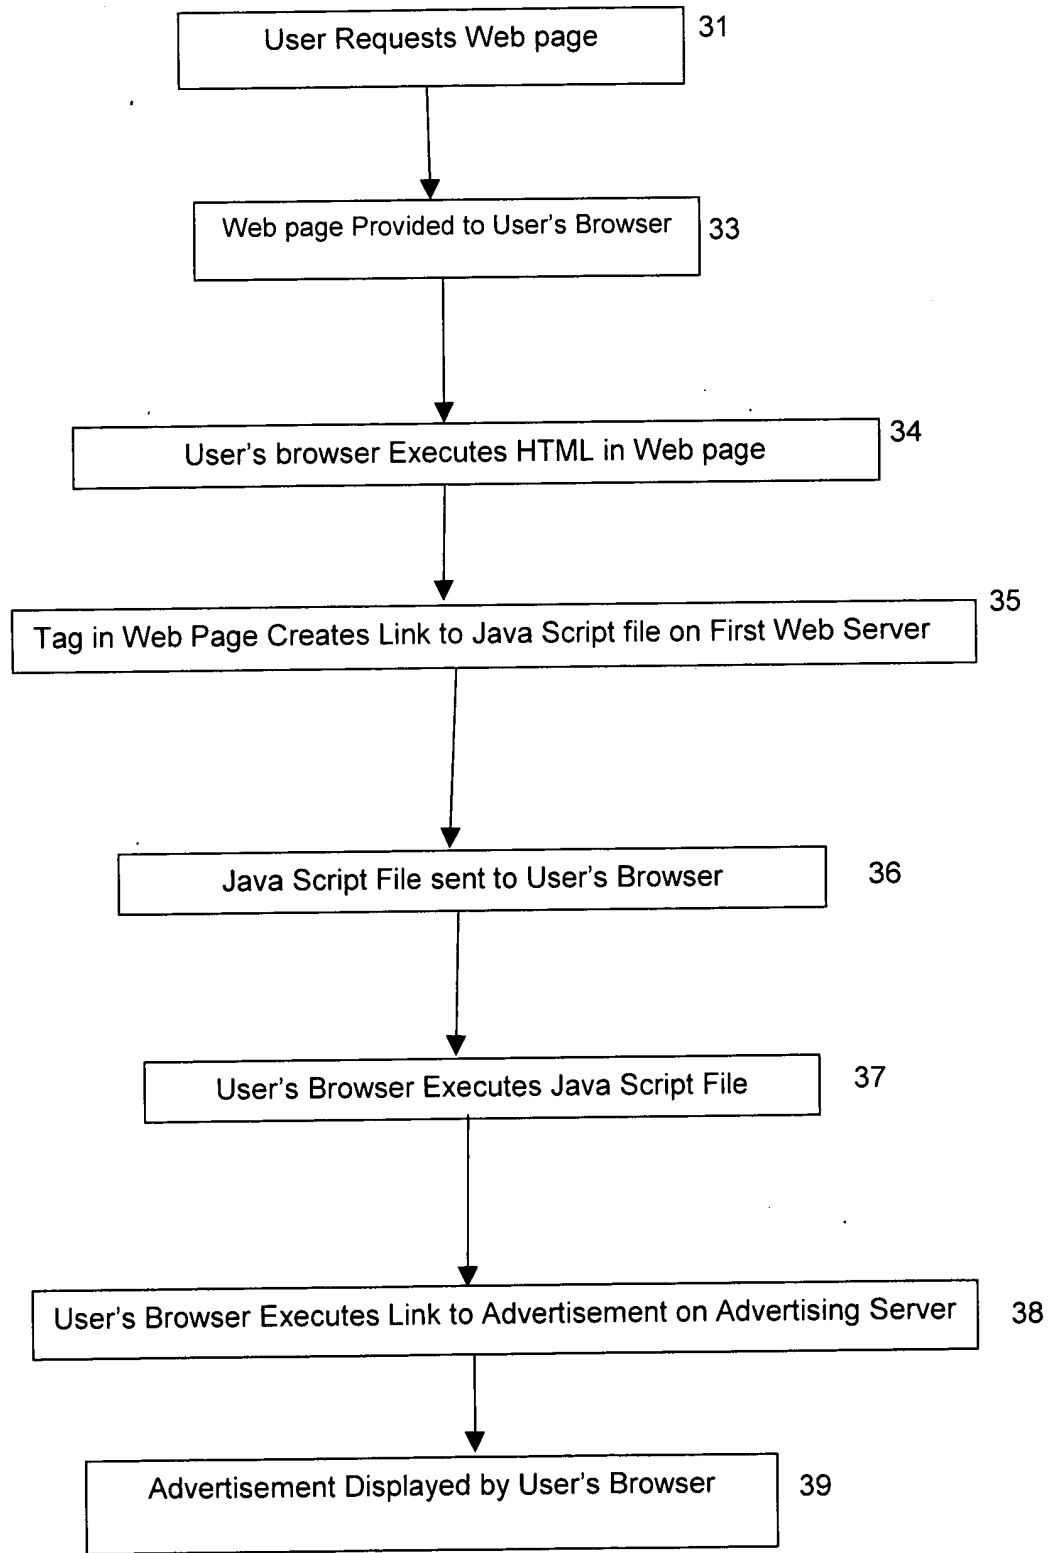 User Requests Web page 31
Web page Provided to User's Browser 33
User's browser Executes HTML in Web page 34
Tag in Web Page Creates Link to Java Script file on First Web Server 35
Java Script File sent to User's Browser 36
User's Browser Executes Java Script File 37
User's Browser Executes Link to Advertisement on Advertising Server 38
Advertisement Displayed by User's Browser 39